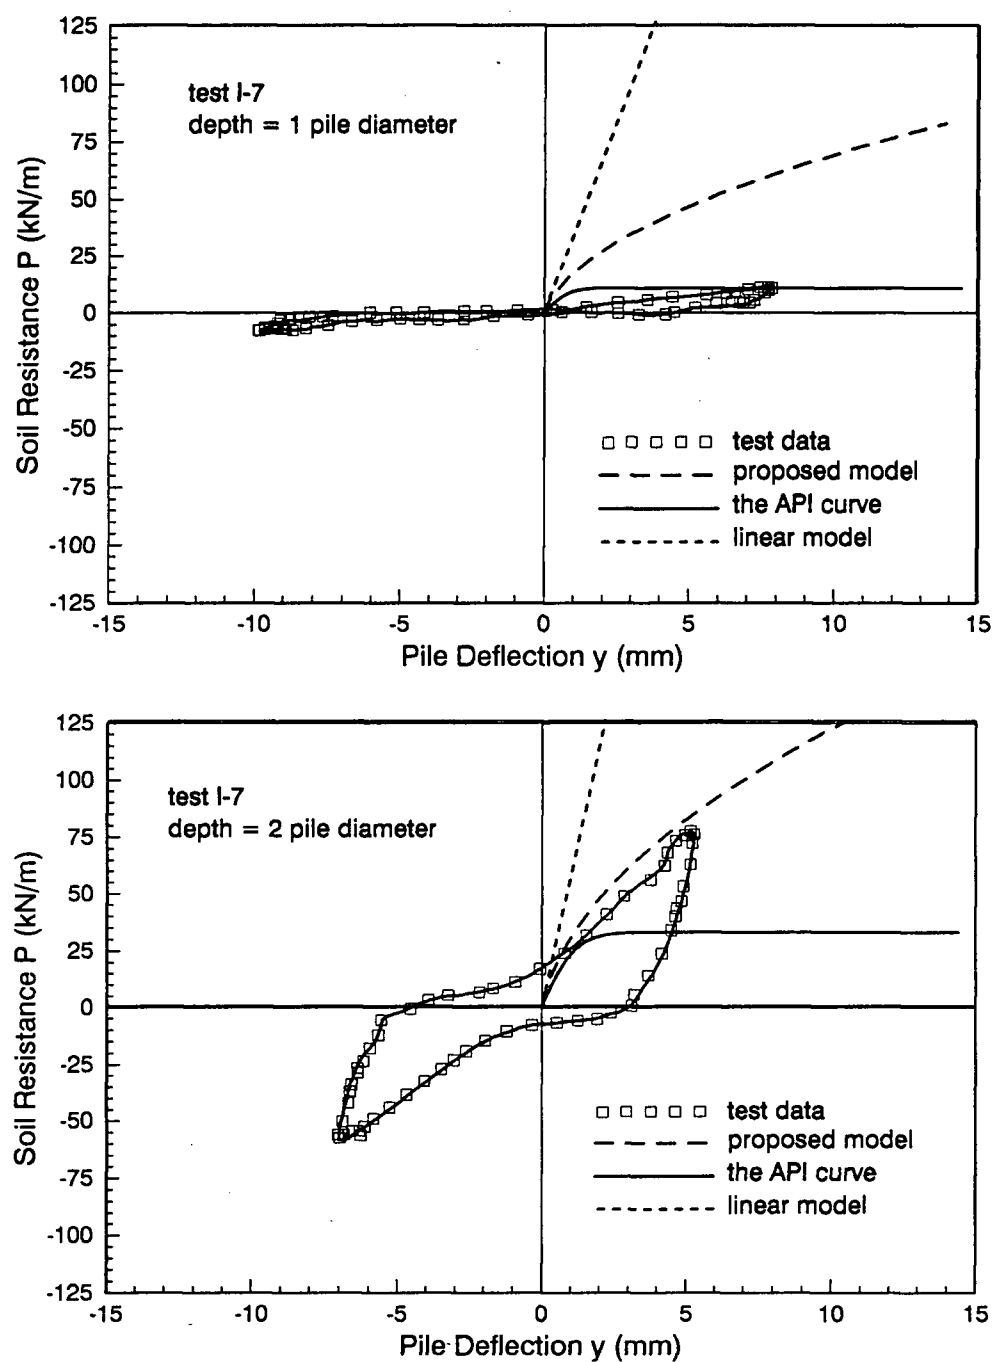 125
100
75
50
25
0
-25
-50
-75
-100
-125
Soil Resistance P (kN/m)
test I-7
depth = 1 pile diameter
test data
proposed model
the API curve
linear model
-15
-10
-5
0
5
10
15
Pile Deflection y (mm)
125
100
75
50
25
0
-25
-50
-75
-100
-125
Soil Resistance P (kN/m)
test I-7
depth = 2 pile diameter
test data
proposed model
the API curve
linear model
-15
-10
-5
0
5
10
15
Pile Deflection y (mm)